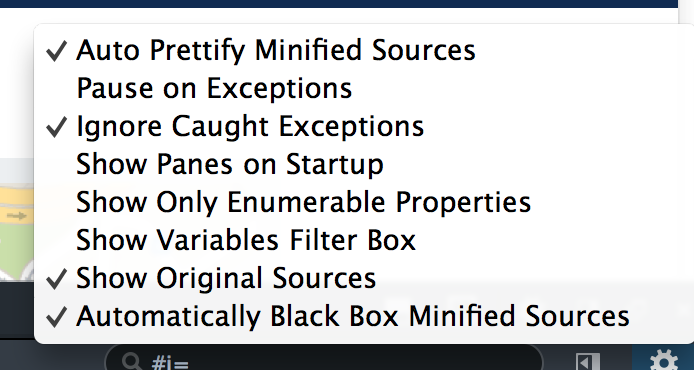 Auto Prettify Minified Sources
Pause on Exceptions
Ignore Caught Exceptions
Show Panes on Startup
Show Only Enumerable Properties
Show Variables Filter Box
Show Original Sources
Automatically Black Box Minified Sources
#i=